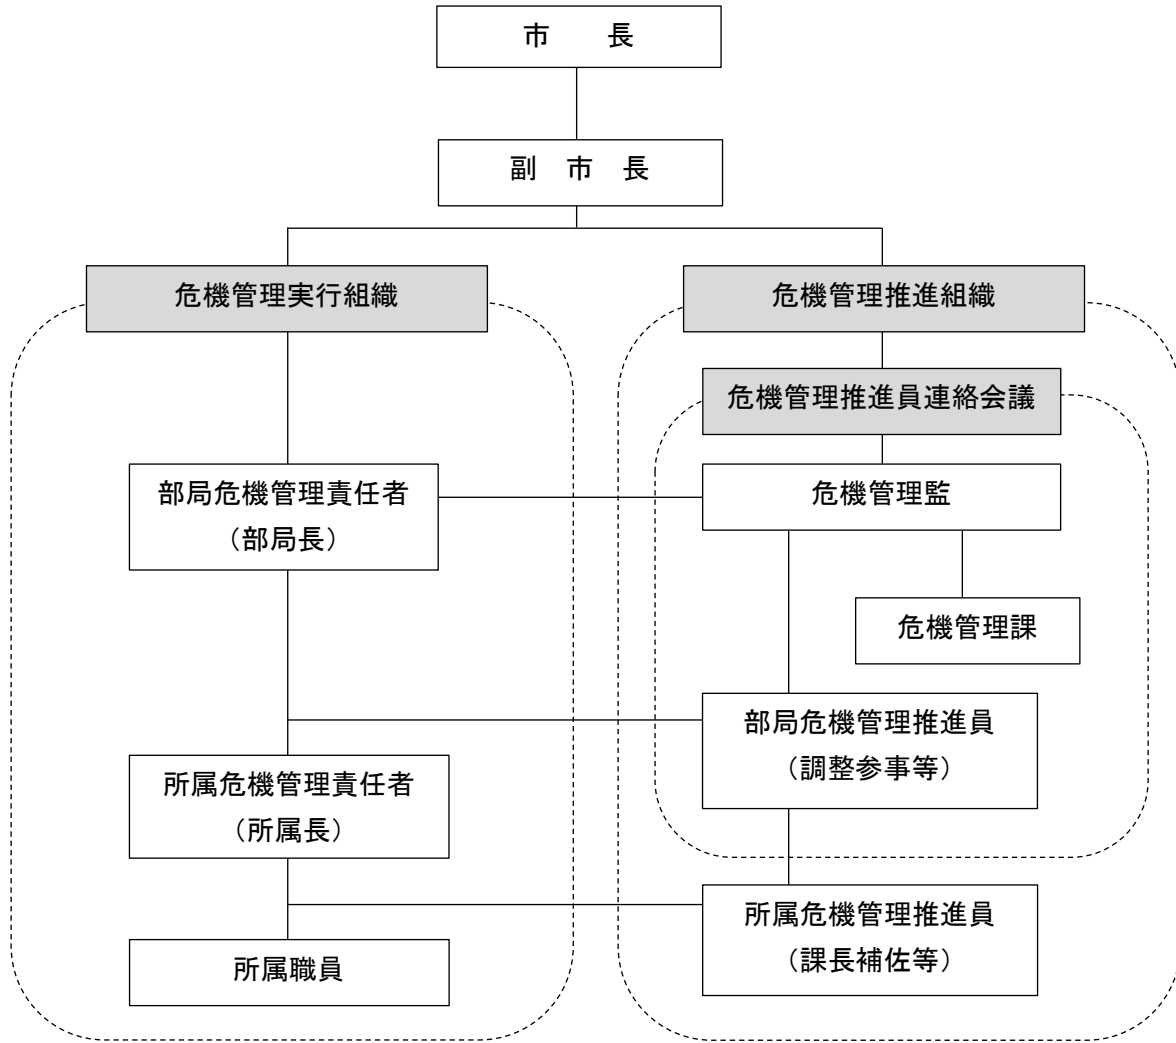 市　　長
副　市　長
危機管理実行組織
危機管理推進組織
危機管理推進員連絡会議
部局危機管理責任者
（部局長）
危機管理監
危機管理課
部局危機管理推進員
（調整参事等）
所属危機管理責任者
（所属長）
所属危機管理推進員
（課長補佐等）
所属職員